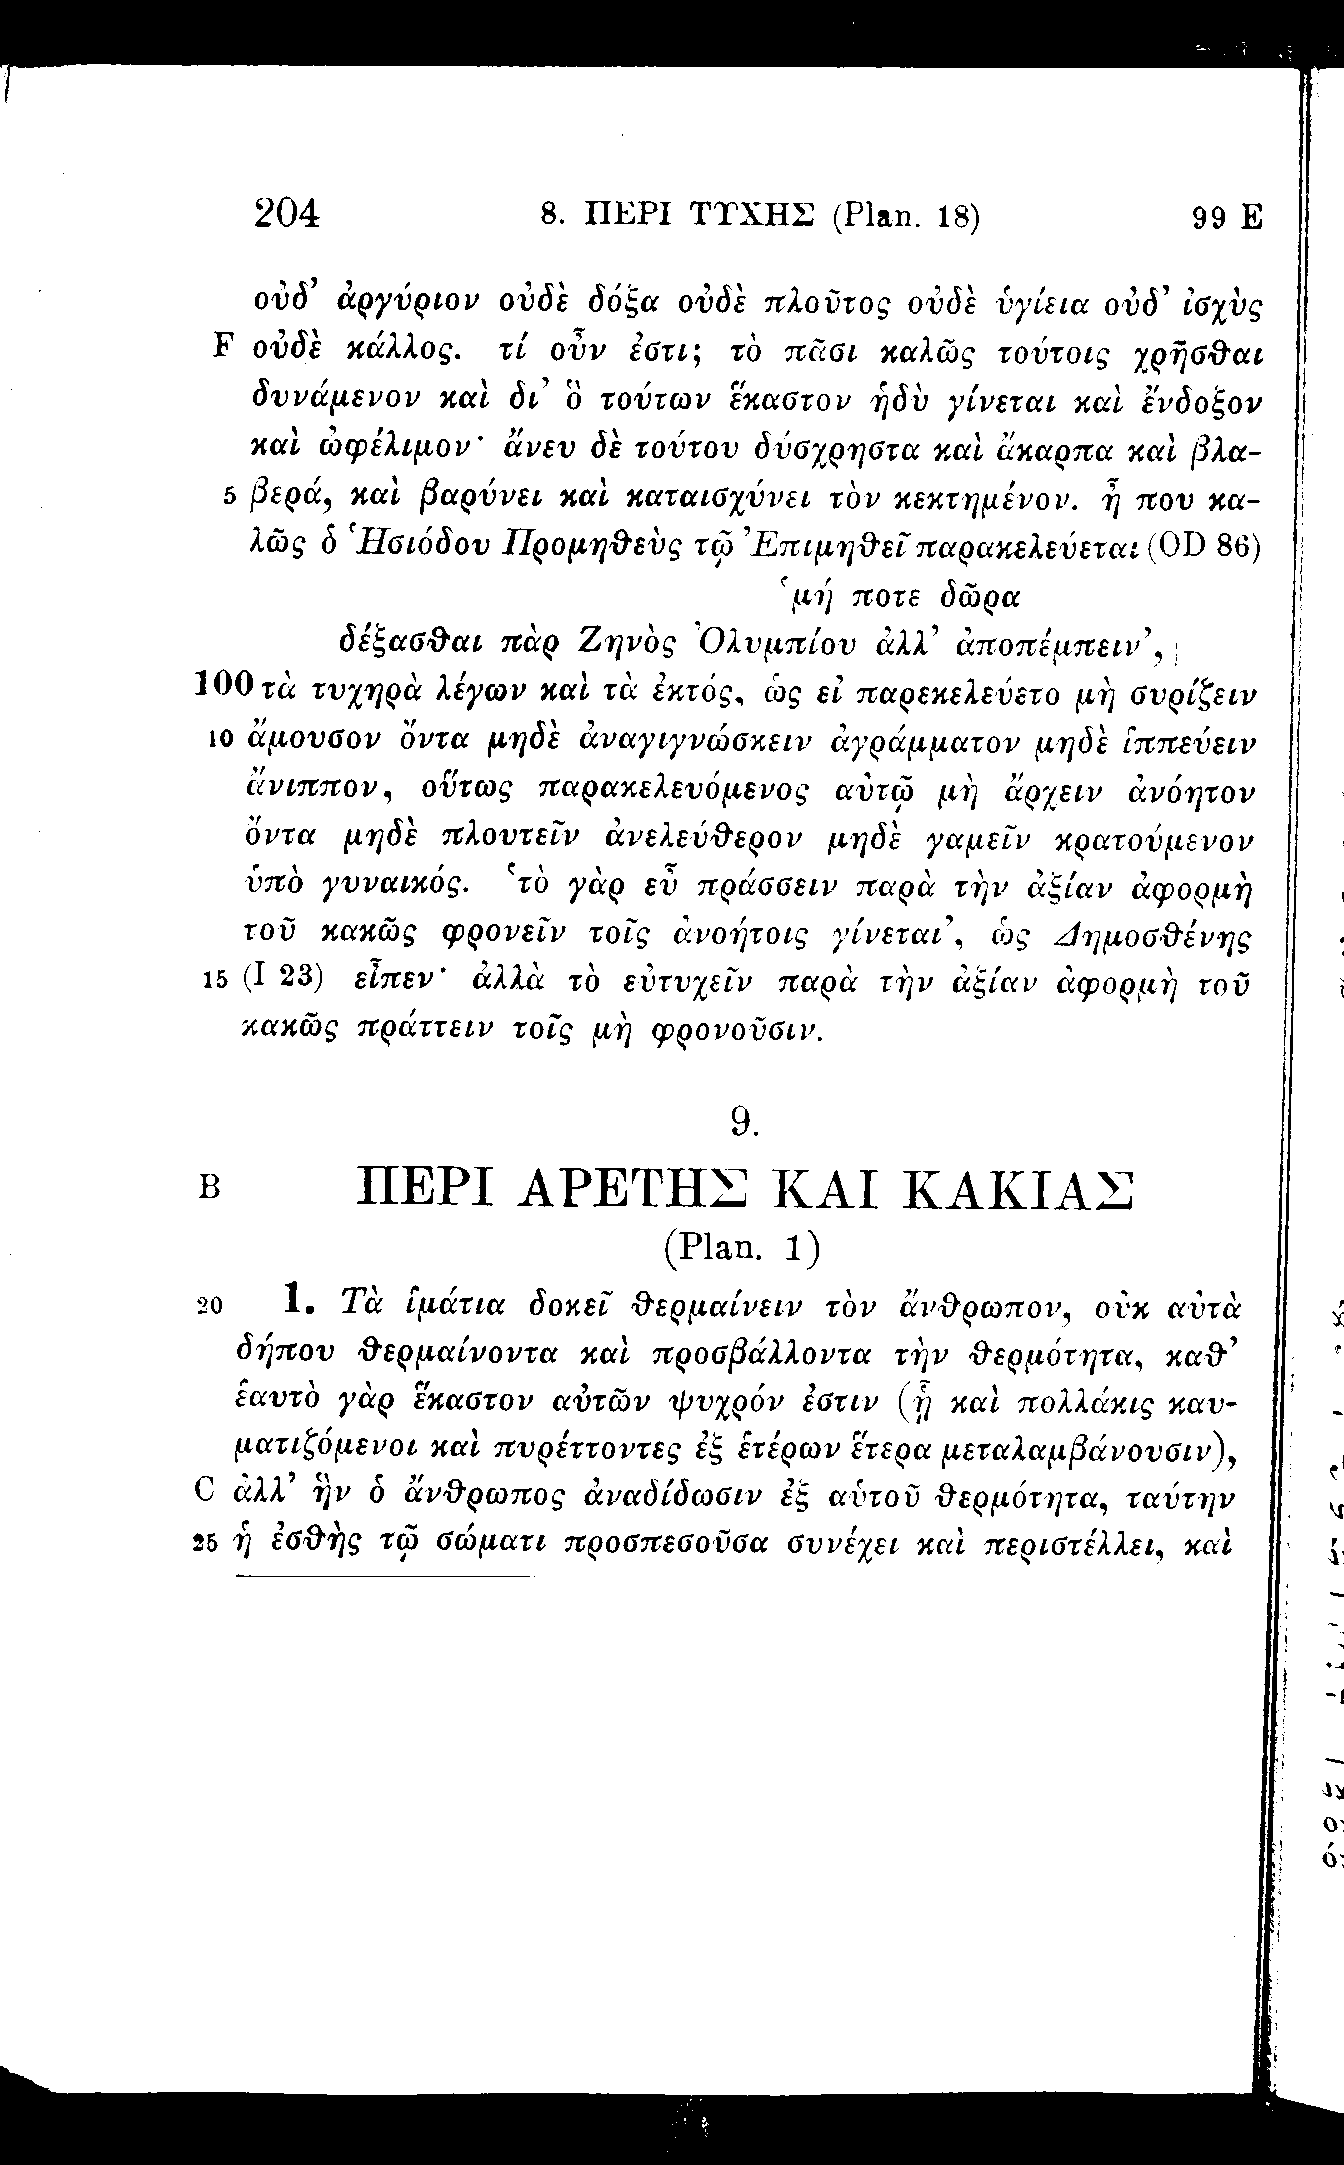 204 8. ΠΕΡΙ ΤΥΧΗΣ (Plan. 18) 99 E
οὐδ’ ἀργύριον οὐδὲ δόξα οὐδὲ πλοῦτος οὐδὲ ὑγίεια οὐδ’ ἰσχὺς
F οὐδὲ κάλλος. τί οὖν ἐστι; τὸ πᾶσι καλῶς τούτοις χρῆσθαι
δυνάμενον καὶ δι’ ὃ τούτων ἕκαστον ἡδὺ γίνεται καὶ ἔνδοξον
καὶ ὠφέλιμον· ἄνευ δὲ τούτου δύσχρηστα καὶ ἄκαρπα καὶ βλα-
5 βερά, καὶ βαρύνει καὶ καταισχύνει τὸν κεκτημένον. ἦ που κα-
λῶς ὁ Ἡσιόδου Προμηθεὺς τῷ Ἐπιμηθεῖ παρακελεύεται (OD 86)
‘μή ποτε δῶρα
δέξασθαι πὰρ Ζηνὸς Ὀλυμπίου ἀλλ’ ἀποπέμπειν’,
100 τὰ τυχηρὰ λέγων καὶ τὰ ἐκτός, ὡς εἰ παρεκελεύετο μὴ συρίζειν
10 ἄμουσον ὄντα μηδὲ ἀναγιγνώσκειν ἀγράμματον μηδὲ ἱππεύειν
ἄνιππον, οὕτως παρακελευόμενος αὐτῷ μὴ ἄρχειν ἀνόητον
ὄντα μηδὲ πλουτεῖν ἀνελεύθερον μηδὲ γαμεῖν κρατούμενον
ὑπὸ γυναικός. ‘τὸ γὰρ εὖ πράσσειν παρὰ τὴν ἀξίαν ἀφορμὴ
τοῦ κακῶς φρονεῖν τοῖς ἀνοήτοις γίνεται’, ὡς Δημοσθένης
15 (I 23) εἶπεν· ἀλλὰ τὸ εὐτυχεῖν παρὰ τὴν ἀξίαν ἀφορμὴ τοῦ
κακῶς πράττειν τοῖς μὴ φρονοῦσιν.
9.
B ΠΕΡΙ ΑΡΕΤΗΣ ΚΑΙ ΚΑΚΙΑΣ
(Plan. 1)
20 1. Τὰ ἱμάτια δοκεῖ θερμαίνειν τὸν ἄνθρωπον, οὐκ αὐτὰ
δήπου θερμαίνοντα καὶ προσβάλλοντα τὴν θερμότητα, καθ’
ἑαυτὸ γὰρ ἕκαστον αὐτῶν ψυχρόν ἐστιν (ᾗ καὶ πολλάκις καυ-
ματιζόμενοι καὶ πυρέττοντες ἐξ ἑτέρων ἕτερα μεταλαμβάνουσιν),
C ἀλλ’ ἣν ὁ ἄνθρωπος ἀναδίδωσιν ἐξ αὑτοῦ θερμότητα, ταύτην
25 ἡ ἐσθὴς τῷ σώματι προσπεσοῦσα συνέχει καὶ περιστέλλει, καὶ